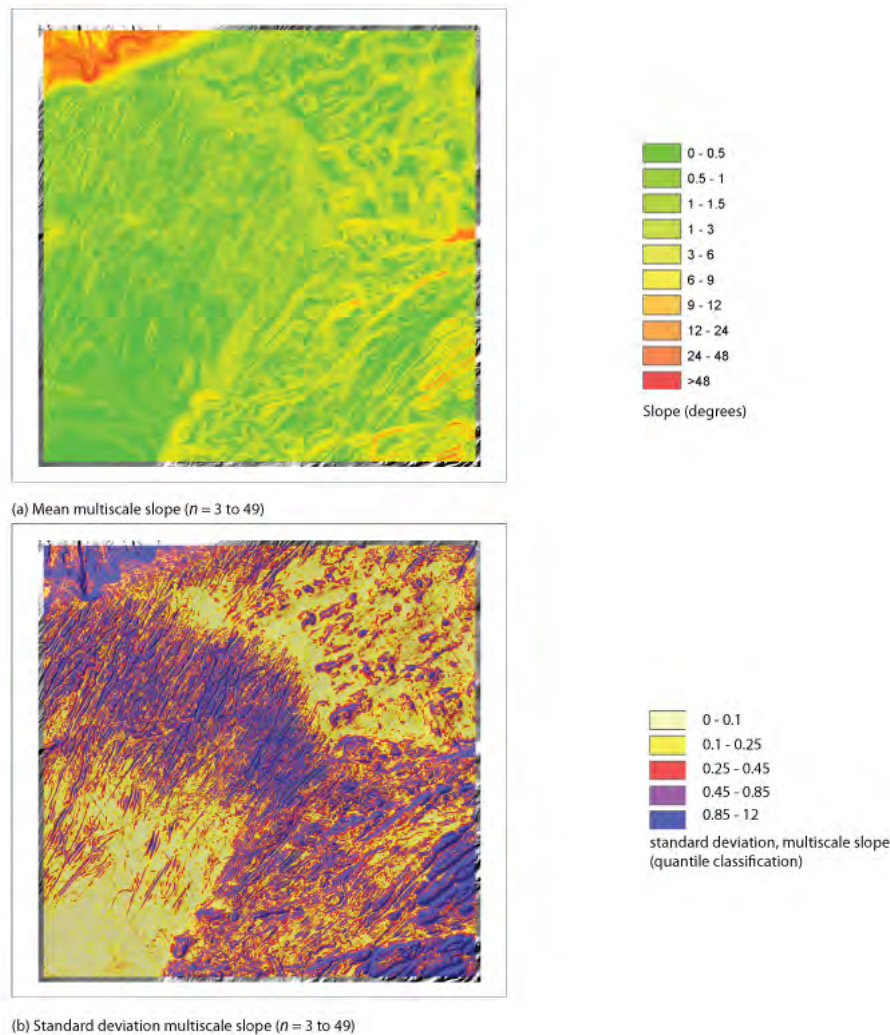 0 - 0.5
0.5 - 1
1 - 1.5
1 - 3
3 - 6
6 - 9
9 - 12
12 - 24
24 - 48
>48
Slope (degrees)
(a) Mean multiscale slope (n = 3 to 49)
0 - 0.1
0.1 - 0.25
0.25 - 0.45
0.45 - 0.85
0.85 - 12
standard deviation, multiscale slope
(quantile classification)
(b) Standard deviation multiscale slope (n = 3 to 49)